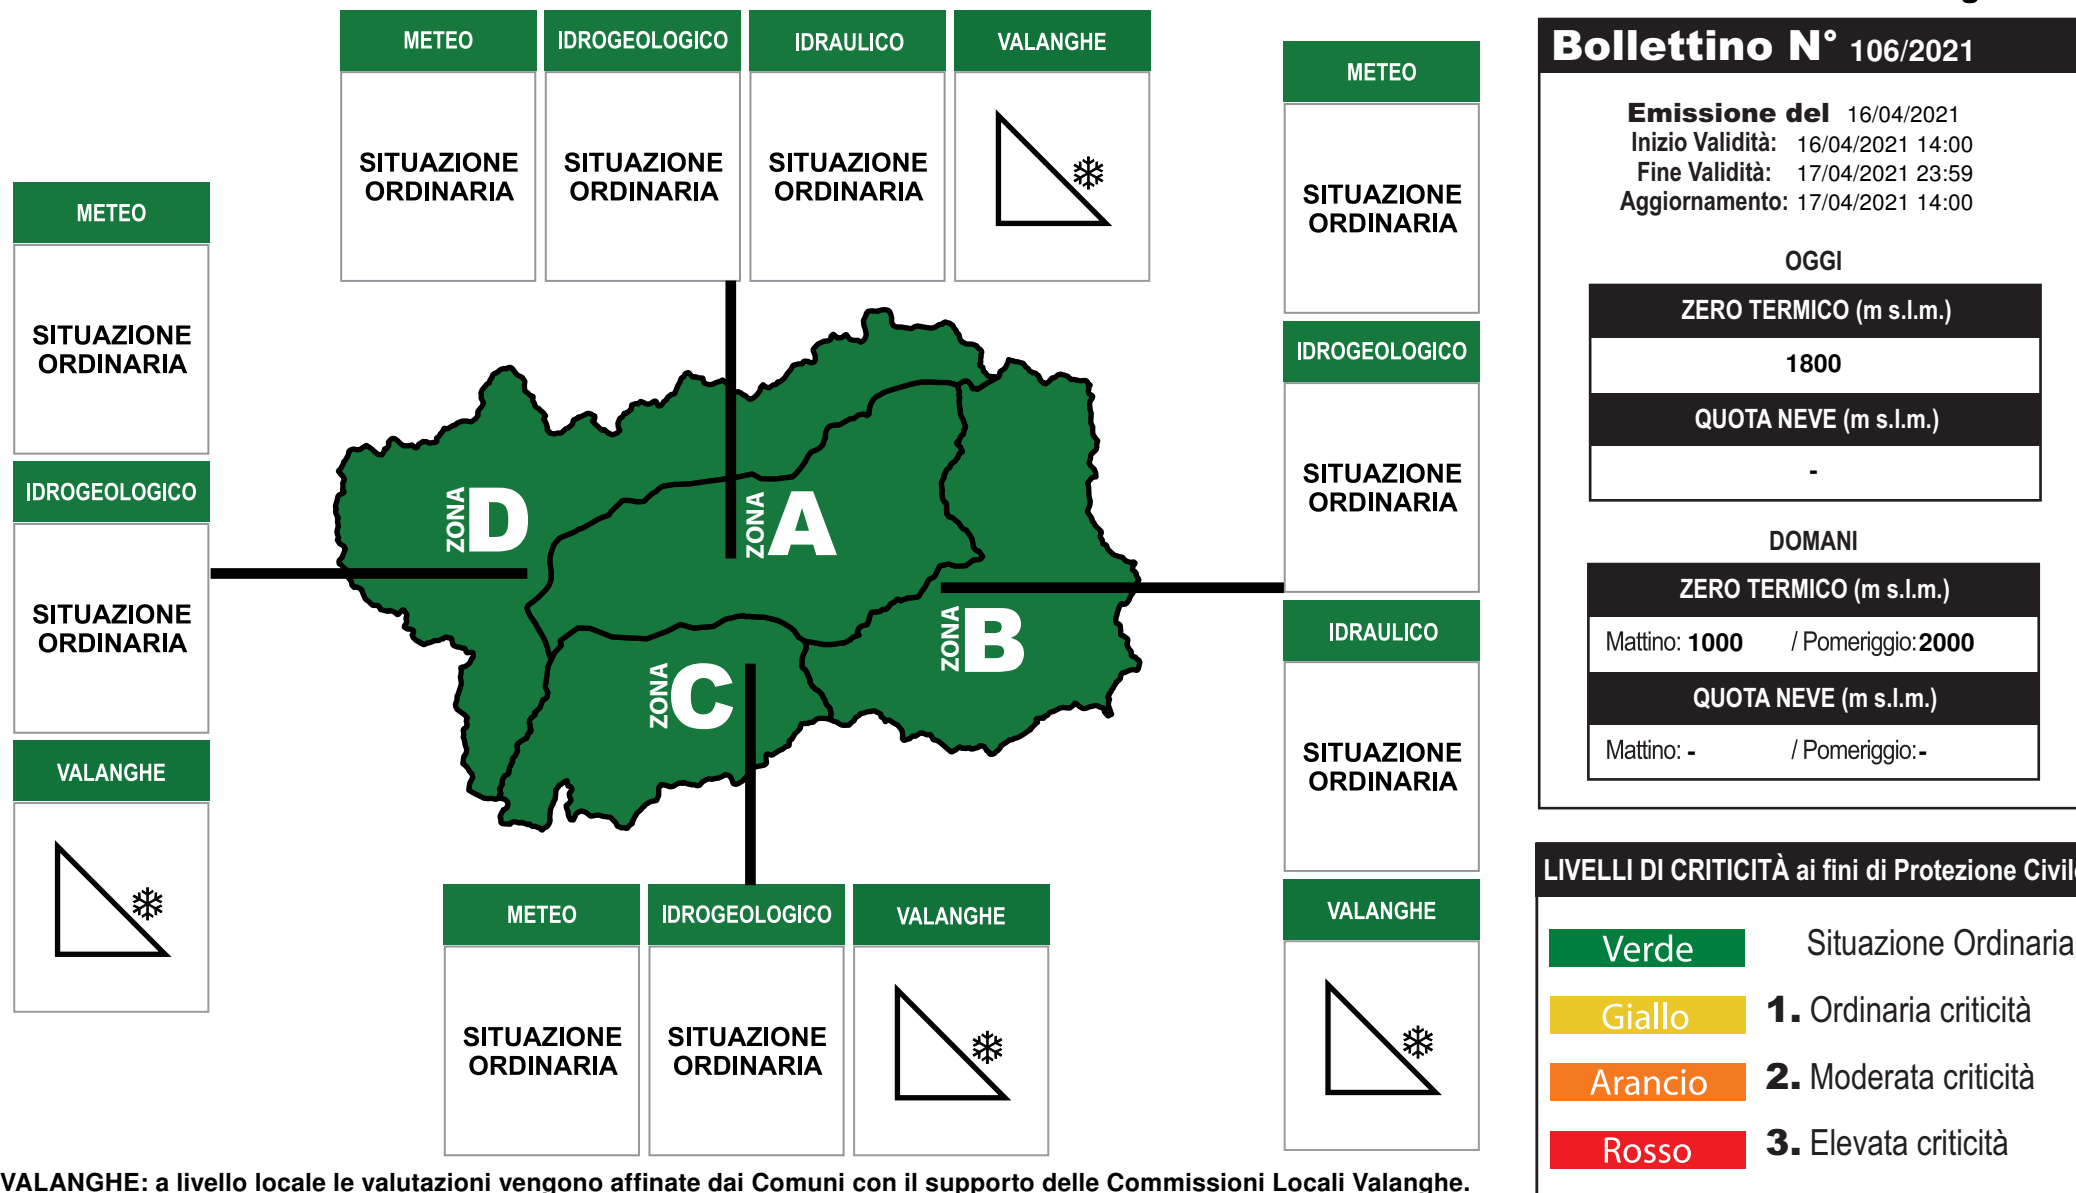 METEO
IDROGEOLOGICO
IDRAULICO
VALANGHE
SITUAZIONE
ORDINARIA
SITUAZIONE
ORDINARIA
SITUAZIONE
ORDINARIA
METEO
SITUAZIONE
ORDINARIA
IDROGEOLOGICO
SITUAZIONE
ORDINARIA
VALANGHE
ZONA D
ZONA A
ZONA B
ZONA C
METEO
SITUAZIONE
ORDINARIA
IDROGEOLOGICO
SITUAZIONE
ORDINARIA
IDRAULICO
SITUAZIONE
ORDINARIA
VALANGHE
METEO
IDROGEOLOGICO
VALANGHE
SITUAZIONE
ORDINARIA
SITUAZIONE
ORDINARIA
VALANGHE: a livello locale le valutazioni vengono affinate dai Comuni con il supporto delle Commissioni Locali Valanghe.
Bollettino N° 106/2021
Emissione del 16/04/2021
Inizio Validità: 16/04/2021 14:00
Fine Validità: 17/04/2021 23:59
Aggiornamento: 17/04/2021 14:00
OGGI
ZERO TERMICO (m s.l.m.)
1800
QUOTA NEVE (m s.l.m.)
-
DOMANI
ZERO TERMICO (m s.l.m.)
Mattino: 1000 / Pomeriggio: 2000
QUOTA NEVE (m s.l.m.)
Mattino: - / Pomeriggio: -
LIVELLI DI CRITICITÀ ai fini di Protezione Civile
Verde Situazione Ordinaria
Giallo 1. Ordinaria criticità
Arancio 2. Moderata criticità
Rosso 3. Elevata criticità